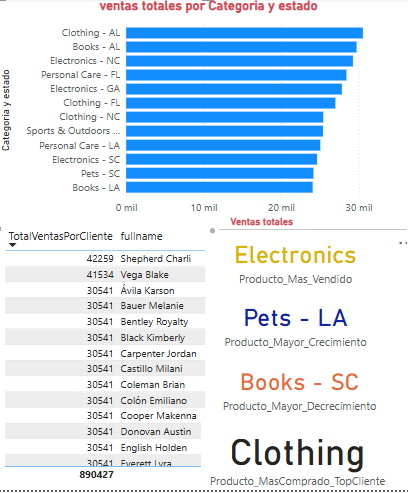 ventas totales por Categoria y estado
Categoria y estado
Clothing - AL
Books - AL
Electronics - NC
Personal Care - FL
Electronics - GA
Clothing - FL
Clothing - NC
Sports & Outdoors ...
Personal Care - LA
Electronics - SC
Pets - SC
Books - LA
0 mil 10 mil 20 mil 30 mil
Ventas totales
TotalVentasPorCliente fullname
42259 Shepherd Charli
41534 Vega Blake
30541 Ávila Karson
30541 Bauer Melanie
30541 Bentley Royalty
30541 Black Kimberly
30541 Carpenter Jordan
30541 Castillo Milani
30541 Coleman Brian
30541 Colón Emiliano
30541 Cooper Makenna
30541 Donovan Austin
30541 English Holden
30541 Everett Lyra
890427
Electronics
Producto_Mas_Vendido
Pets - LA
Producto_Mayor_Crecimiento
Books - SC
Producto_Mayor_Decrecimiento
Clothing
Producto_MasComprado_TopCliente